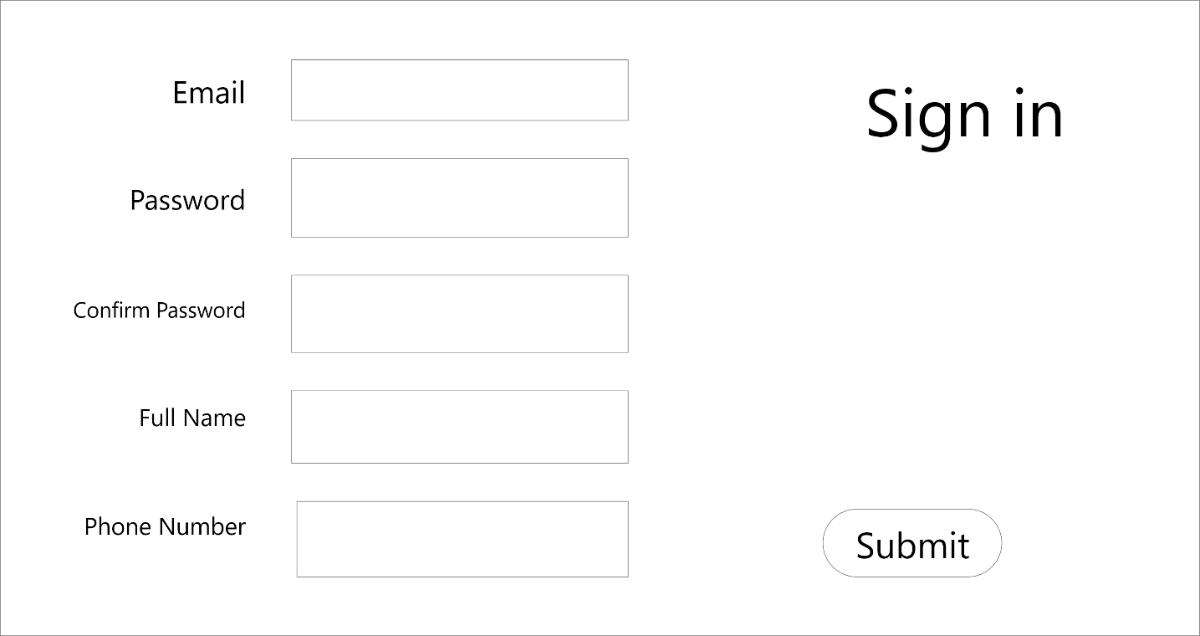 Email
Password
Confirm Password
Full Name
Phone Number
Sign in
Submit